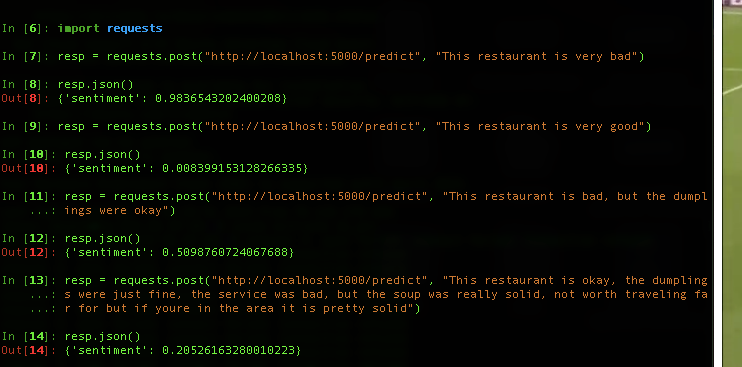 In [6]: import requests
In [7]: resp = requests.post("http://localhost:5000/predict", "This restaurant is very bad")
In [8]: resp.json()
Out[8]: {'sentiment': 0.9836543202400208}
In [9]: resp = requests.post("http://localhost:5000/predict", "This restaurant is very good")
In [10]: resp.json()
Out[10]: {'sentiment': 0.008399153128266335}
In [11]: resp = requests.post("http://localhost:5000/predict", "This restaurant is bad, but the dumpl
...: ings were okay")
In [12]: resp.json()
Out[12]: {'sentiment': 0.5098760724067688}
In [13]: resp = requests.post("http://localhost:5000/predict", "This restaurant is okay, the dumpling
...: s were just fine, the service was bad, but the soup was really solid, not worth traveling fa
...: r for but if youre in the area it is pretty solid")
In [14]: resp.json()
Out[14]: {'sentiment': 0.20526163280010223}